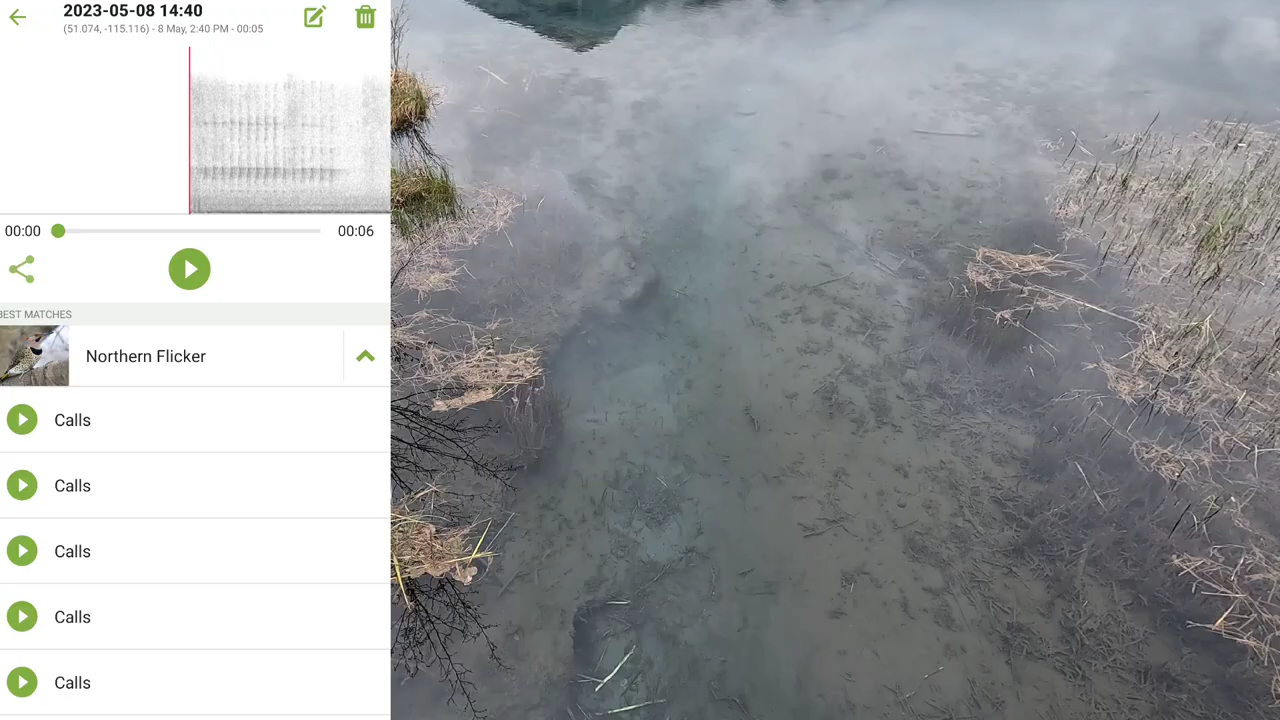 2023-05-08 14:40
(51.074, -115.116) - 8 May, 2:40 PM - 00:05
00:00
00:06
BEST MATCHES
Northern Flicker
Calls
Calls
Calls
Calls
Calls